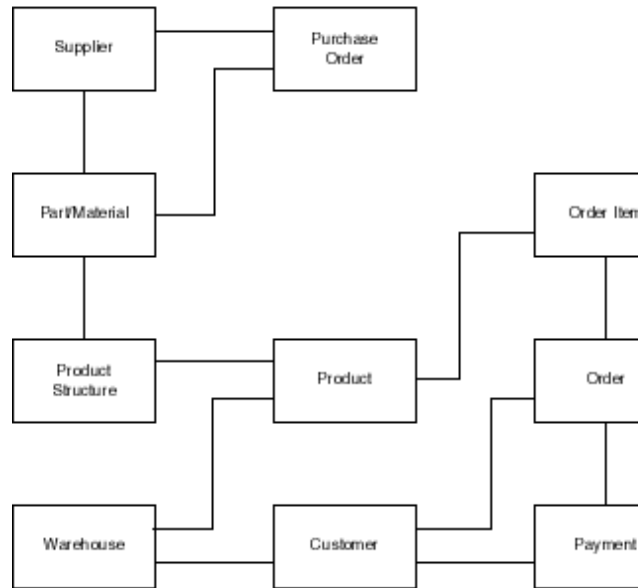 Supplier
Purchase
Order
Part/Material
Order Item
Product
Structure
Product
Order
Warehouse
Customer
Payment